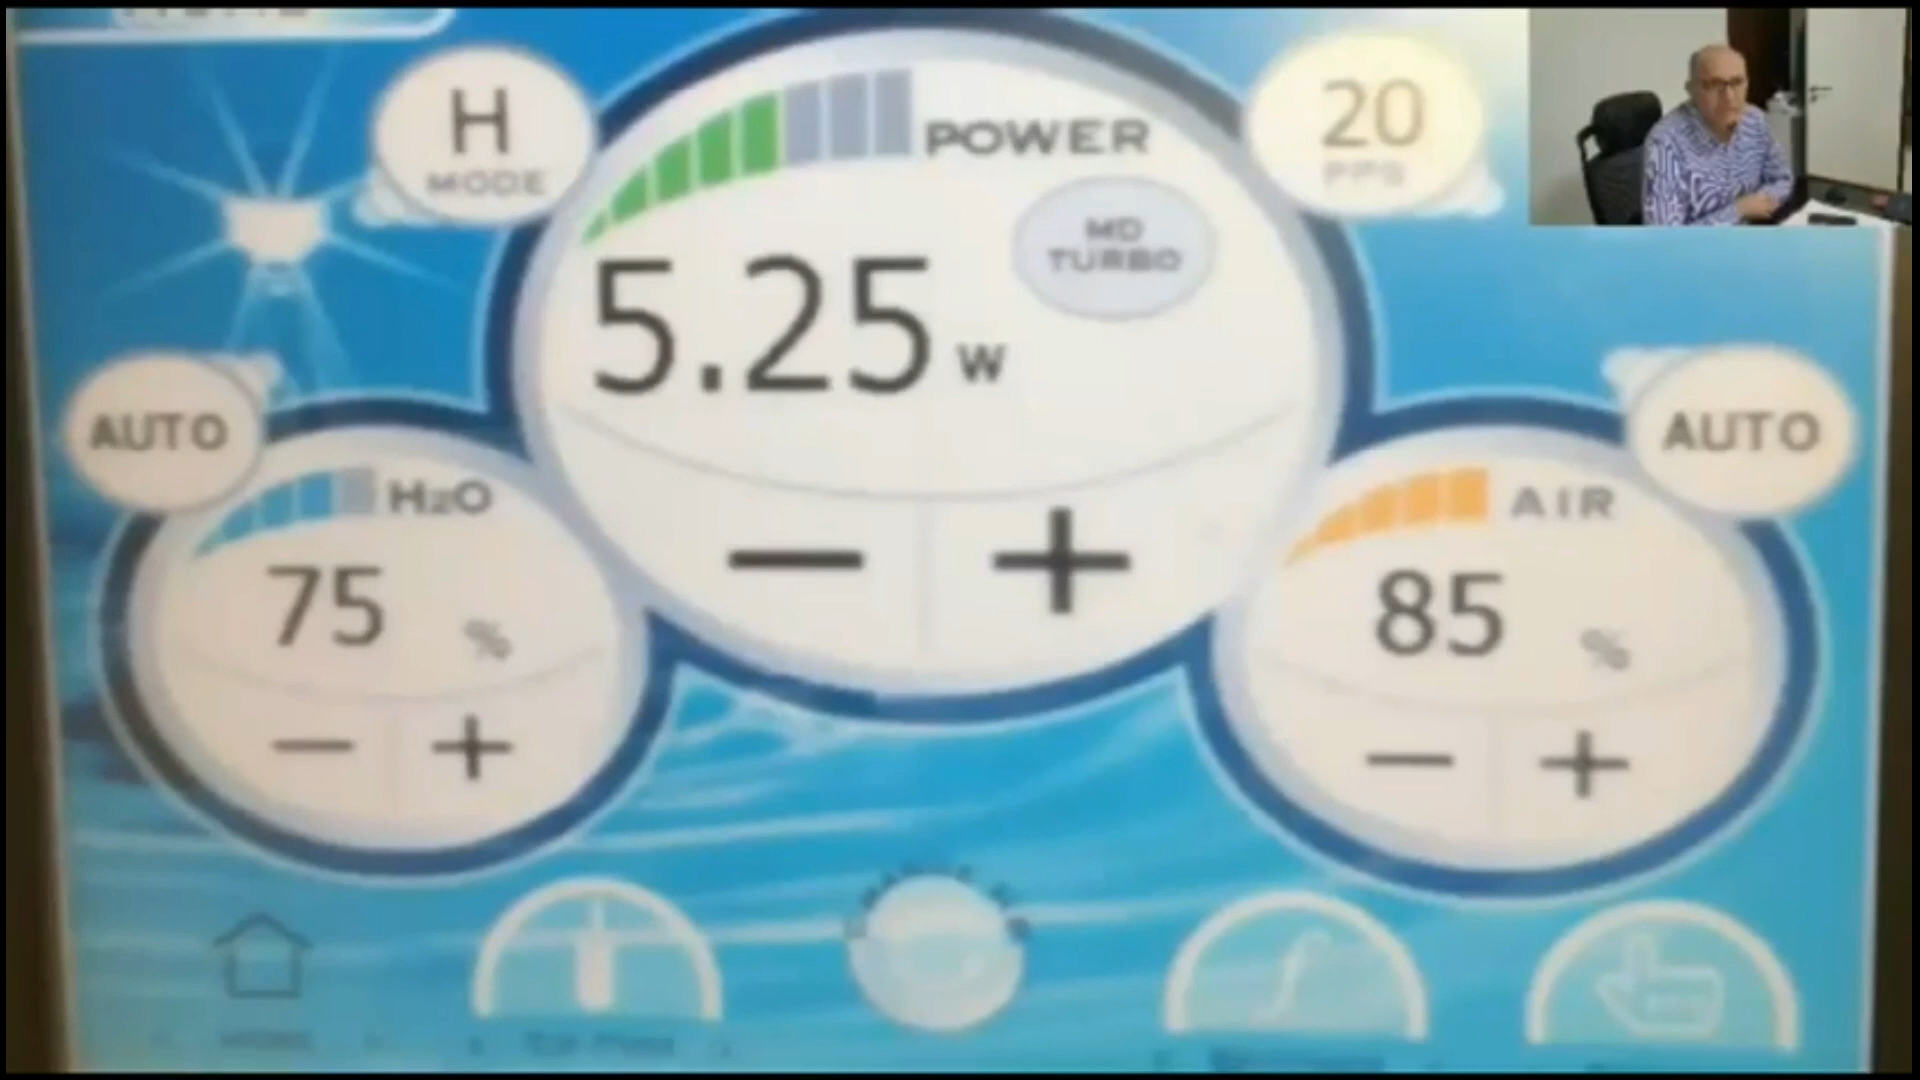 H
MODE
POWER
20
PPS
MD
TURBO
5.25 W
AUTO
AUTO
H2O
AIR
75 %
85 %
− +
− +
− +